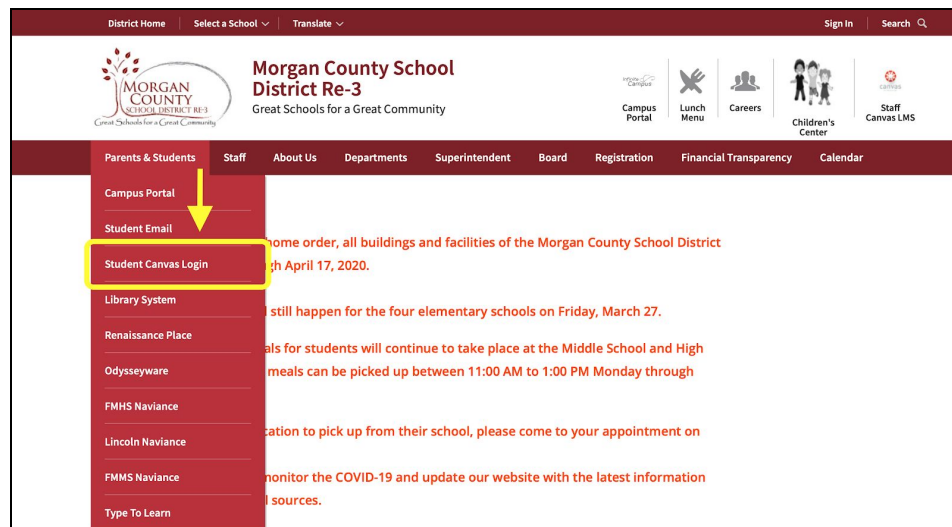 District Home Select a School Translate Sign In Search
MORGAN
COUNTY
SCHOOL DISTRICT RE-3
Great Schools for a Great Community
Morgan County School
District Re-3
Great Schools for a Great Community
Infinite
Campus
Campus
Portal
Lunch
Menu
Careers
Children's
Center
canvas
Staff
Canvas LMS
Parents & Students Staff About Us Departments Superintendent Board Registration Financial Transparency Calendar
Campus Portal
Student Email
Student Canvas Login
Library System
Renaissance Place
Odysseyware
FMHS Naviance
Lincoln Naviance
FMMS Naviance
Type To Learn
home order, all buildings and facilities of the Morgan County School District
gh April 17, 2020.
still happen for the four elementary schools on Friday, March 27.
als for students will continue to take place at the Middle School and High
meals can be picked up between 11:00 AM to 1:00 PM Monday through
cation to pick up from their school, please come to your appointment on
monitor the COVID-19 and update our website with the latest information
sources.